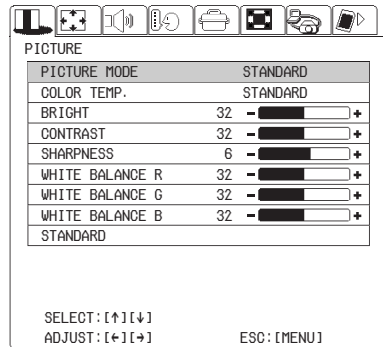 PICTURE
PICTURE MODE STANDARD
COLOR TEMP. STANDARD
BRIGHT 32 - +
CONTRAST 32 - +
SHARPNESS 6 - +
WHITE BALANCE R 32 - +
WHITE BALANCE G 32 - +
WHITE BALANCE B 32 - +
STANDARD
SELECT:[↑][↓]
ADJUST:[←][→] ESC:[MENU]